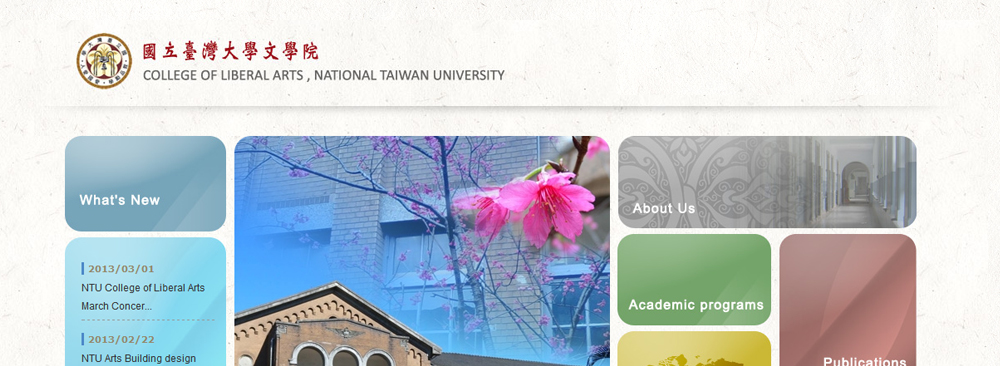 國立臺灣大學文學院
COLLEGE OF LIBERAL ARTS , NATIONAL TAIWAN UNIVERSITY
What's New
About Us
2013/03/01
NTU College of Liberal Arts
March Concer...
Academic programs
2013/02/22
NTU Arts Building design
Publications